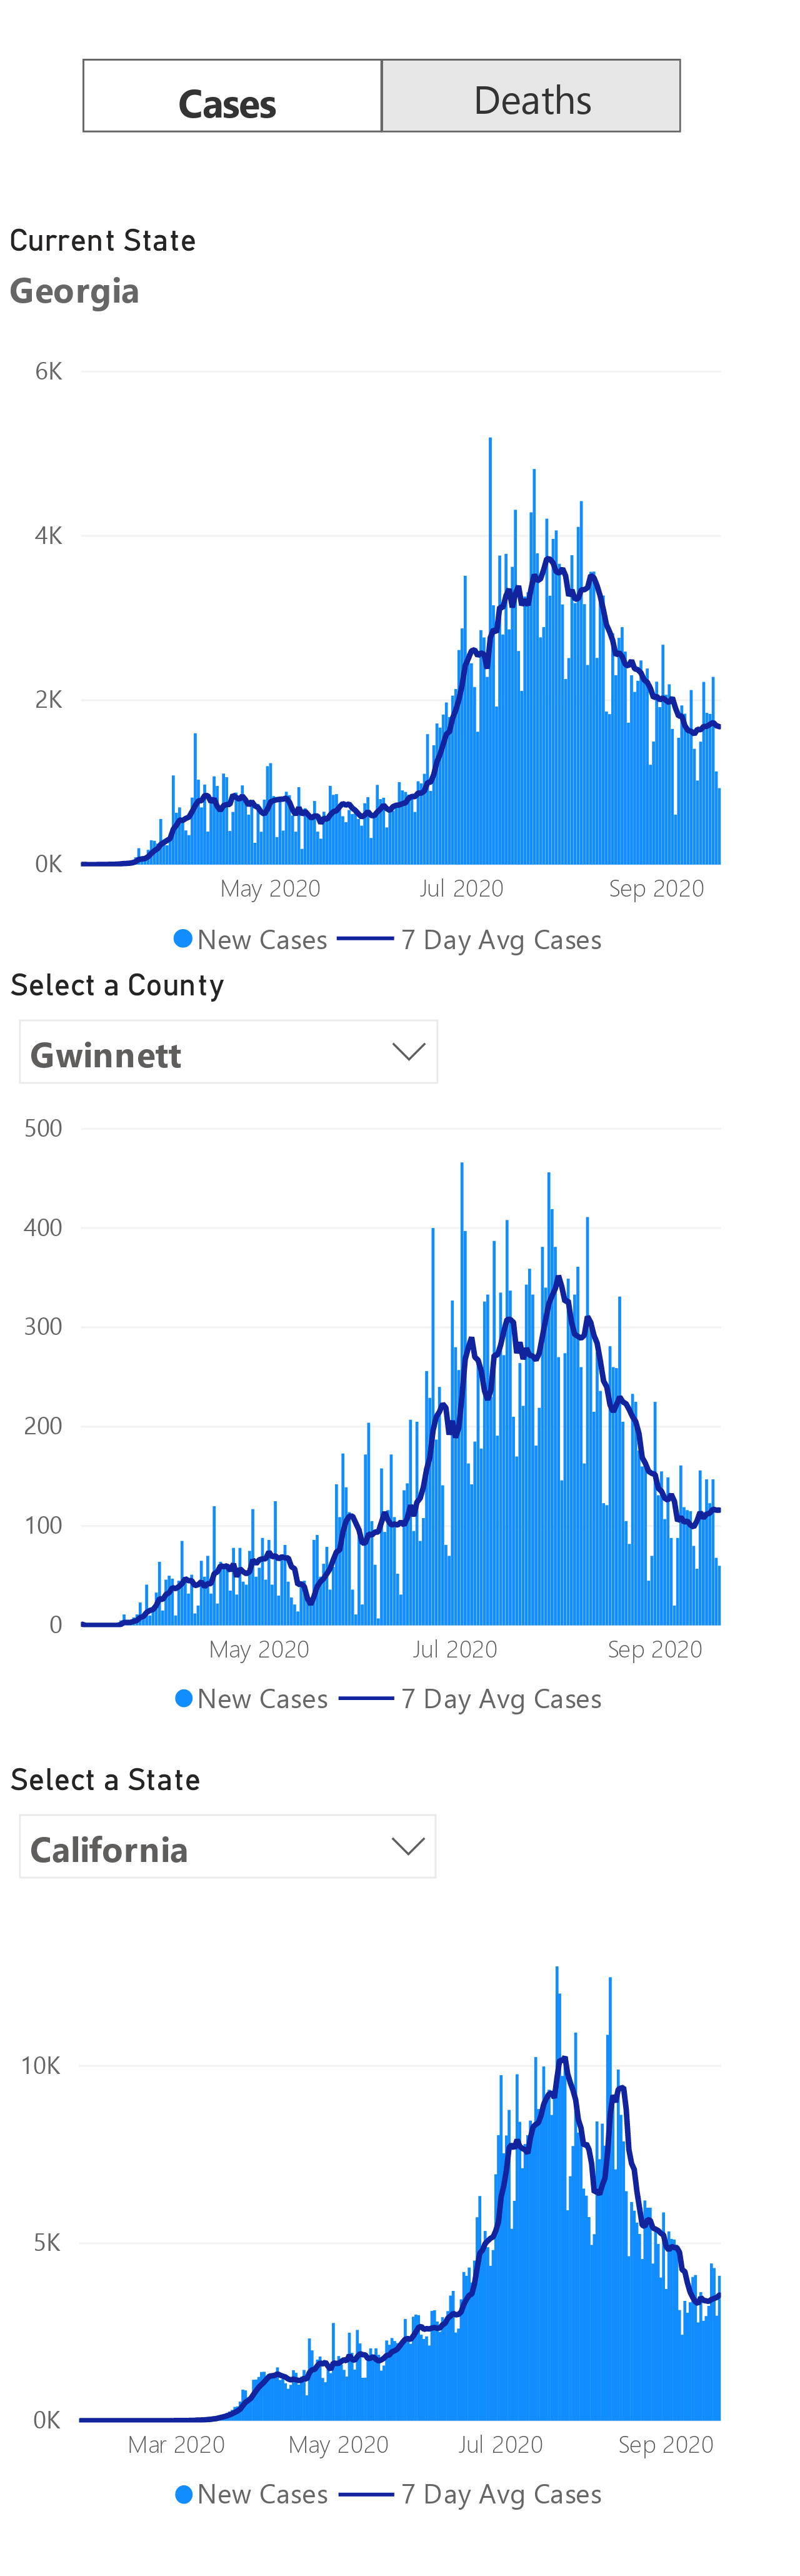 Cases Deaths
Current State
Georgia
6K
4K
2K
0K
May 2020 Jul 2020 Sep 2020
New Cases 7 Day Avg Cases
Select a County
Gwinnett
500
400
300
200
100
0
May 2020 Jul 2020 Sep 2020
New Cases 7 Day Avg Cases
Select a State
California
10K
5K
0K
Mar 2020 May 2020 Jul 2020 Sep 2020
New Cases 7 Day Avg Cases